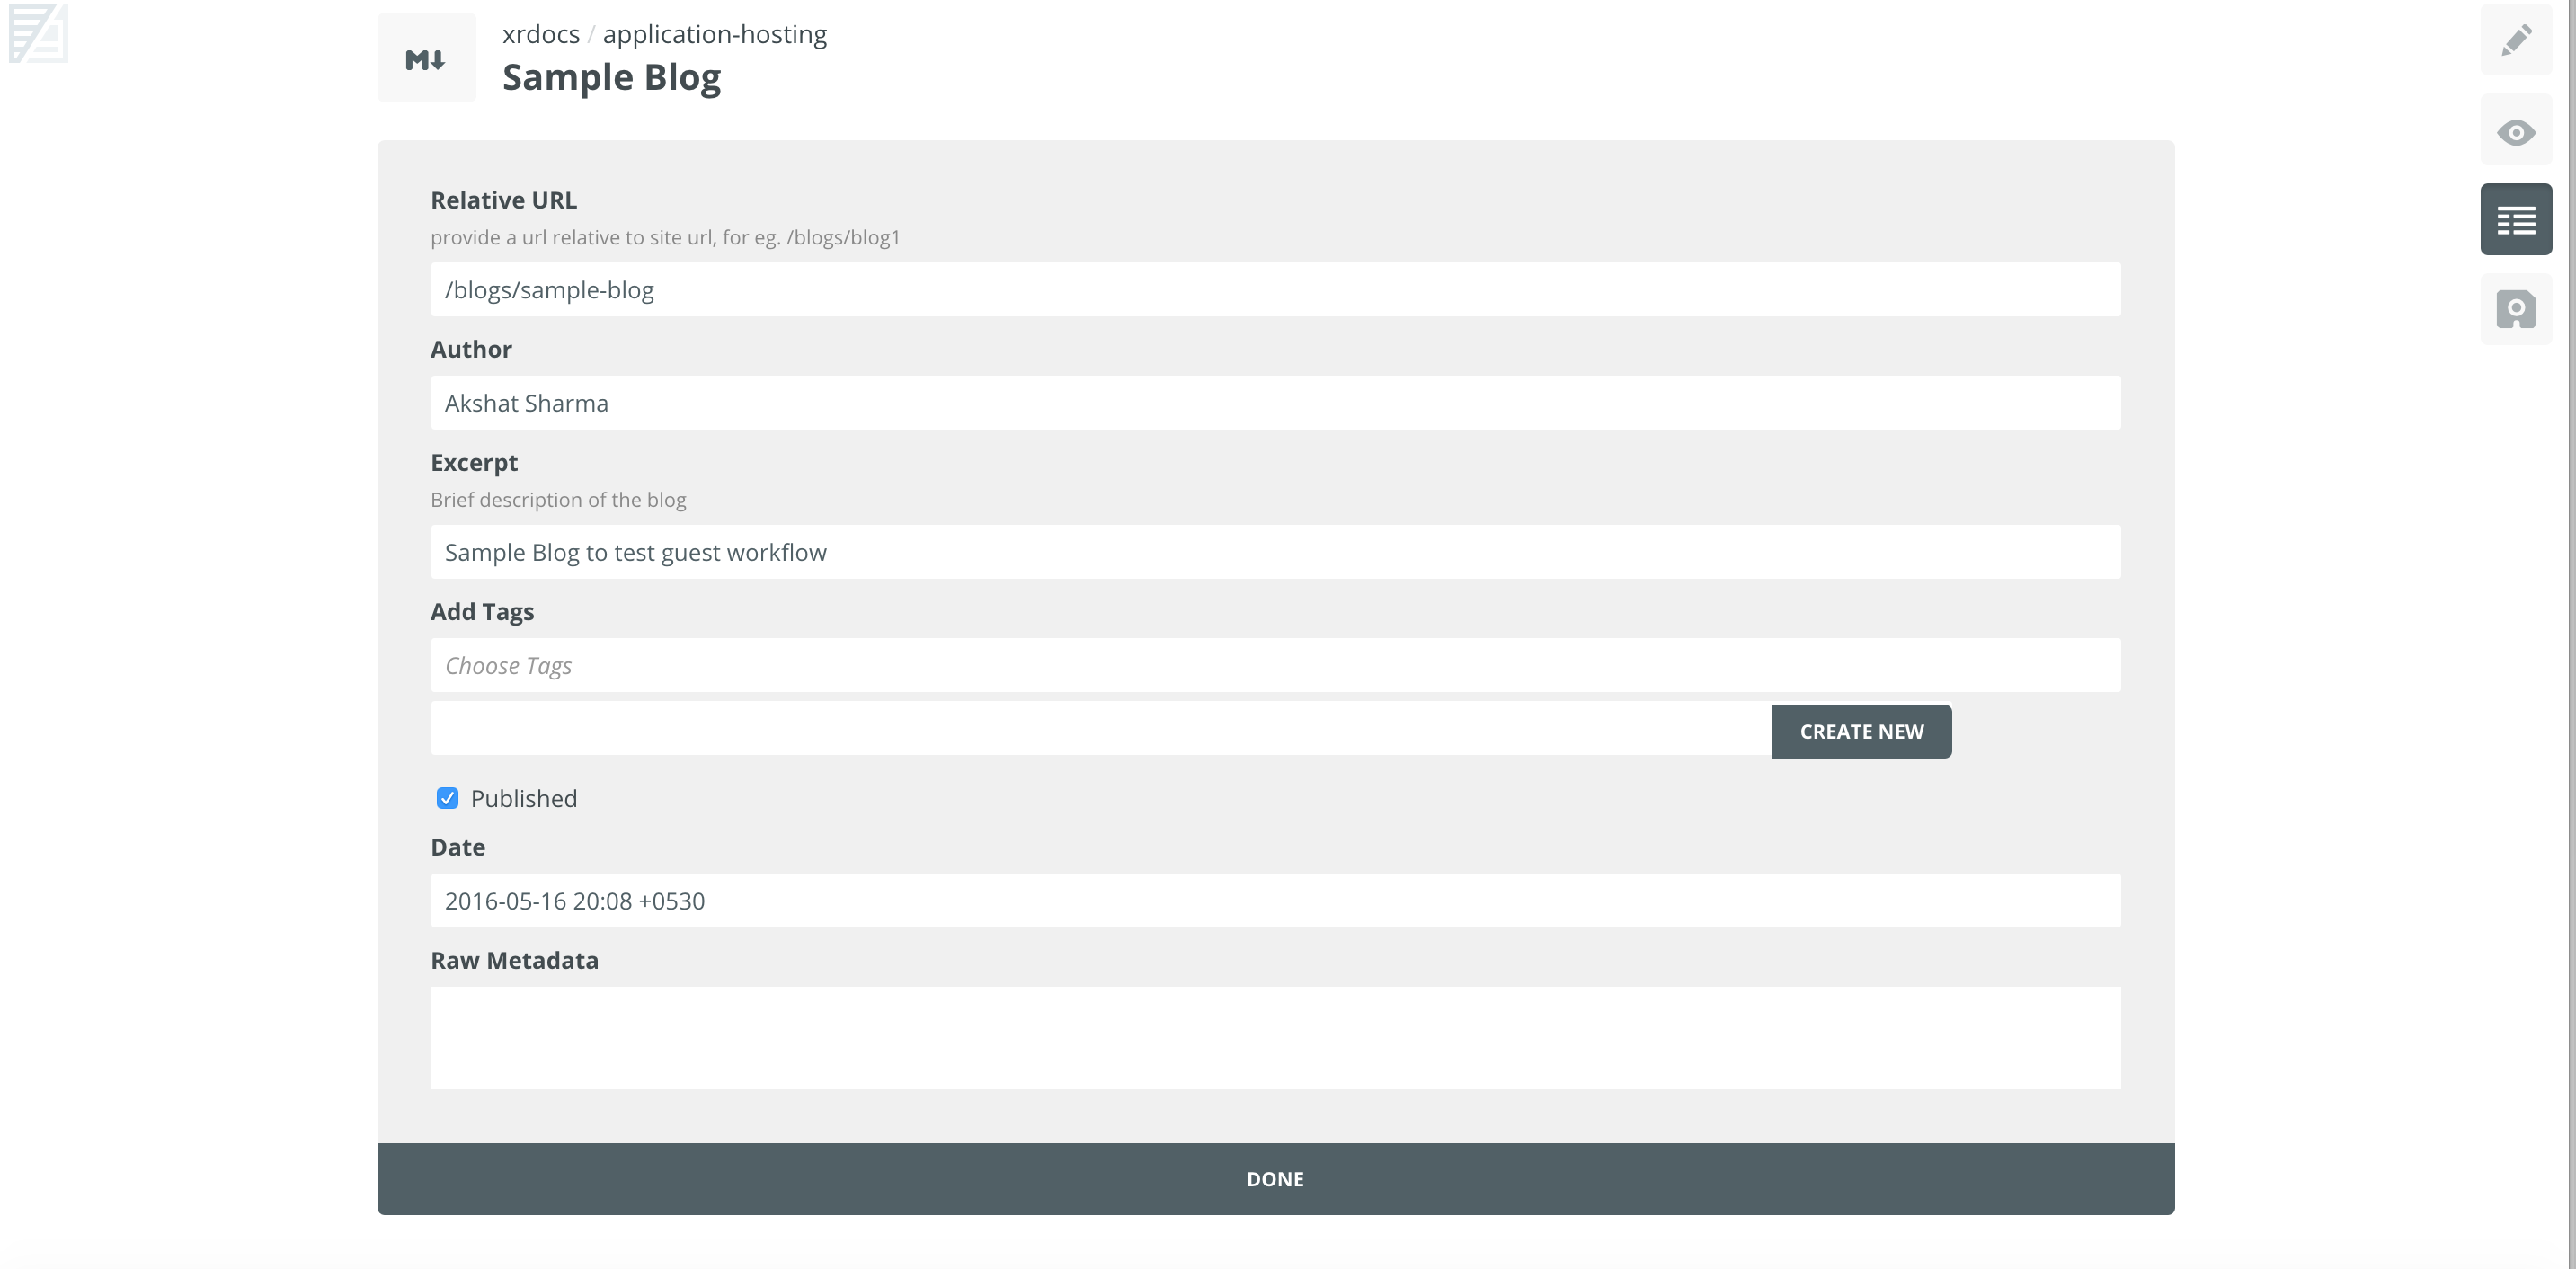 M
xrdocs / application-hosting
Sample Blog
Relative URL
provide a url relative to site url, for eg. /blogs/blog1
/blogs/sample-blog
Author
Akshat Sharma
Excerpt
Brief description of the blog
Sample Blog to test guest workflow
Add Tags
Choose Tags
CREATE NEW
Published
Date
2016-05-16 20:08 +0530
Raw Metadata
DONE